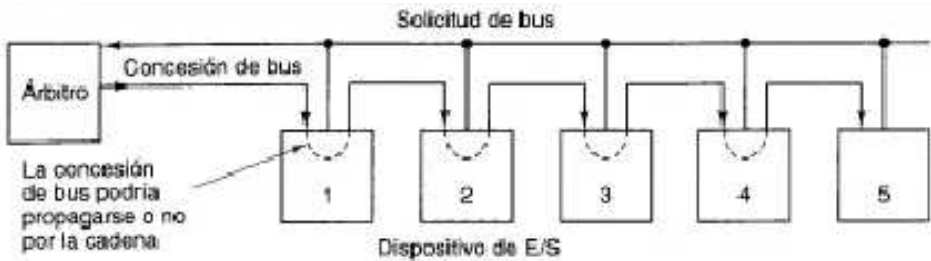 Solicitud de bus
Concesión de bus
Árbitro
La concesión
de bus podría
propagarse o no
por la cadena
1
2
3
4
5
Dispositivo de E/S